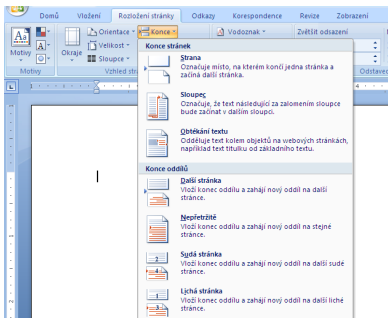 Domů Vložení Rozložení stránky Odkazy Korespondence Revize Zobrazení
Motivy
Okraje
Orientace
Velikost
Sloupce
Konce
Vodoznak
Zvětšit odsazení
Motivy
Vzhled str
Odstavec
Konce stránek
Strana
Označuje místo, na kterém končí jedna stránka a
začíná další stránka.
Sloupec
Označuje, že text následující za zalomením sloupce
bude začínat v dalším sloupci.
Obtékání textu
Odděluje text kolem objektů na webových stránkách,
například text titulku od základního textu.
Konce oddílů
Další stránka
Vloží konec oddílu a zahájí nový oddíl na další
stránce.
Nepřetržitě
Vloží konec oddílu a zahájí nový oddíl na stejné
stránce.
Sudá stránka
Vloží konec oddílu a zahájí nový oddíl na další sudé
stránce.
Lichá stránka
Vloží konec oddílu a zahájí nový oddíl na další liché
stránce.